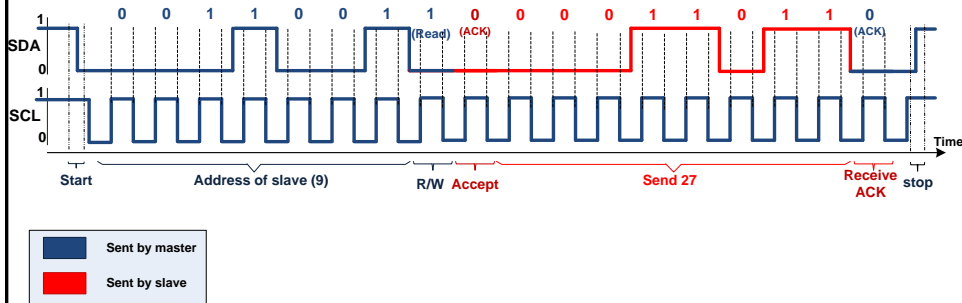 0 0 1 1 0 0 1 1 0 0 0 0 1 1 0 1 1 0
1
(Read) (ACK) (ACK)
SDA
0
1
SCL
0
Time
Start Address of slave (9) R/W Accept Send 27 Receive ACK stop
Sent by master
Sent by slave